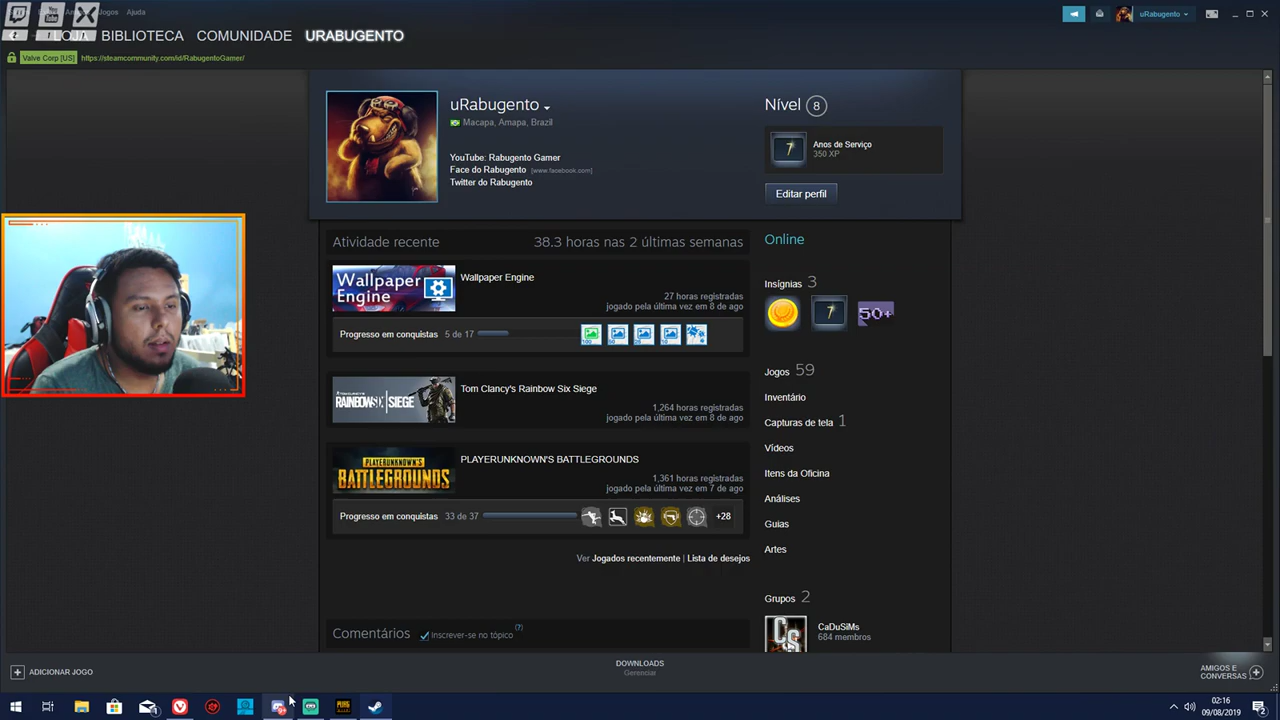 Jogos Ajuda
uRabugento
LOJA BIBLIOTECA COMUNIDADE URABUGENTO
Valve Corp [US] https://steamcommunity.com/id/RabugentoGamer/
uRabugento
Macapa, Amapa, Brazil
YouTube: Rabugento Gamer
Face do Rabugento [www.facebook.com]
Twitter do Rabugento
Nível 8
Anos de Serviço
350 XP
Editar perfil
Atividade recente 38.3 horas nas 2 últimas semanas
Wallpaper Engine
Wallpaper Engine
27 horas registradas
jogado pela última vez em 8 de ago
Progresso em conquistas 5 de 17
RAINBOW SIX SIEGE
Tom Clancy's Rainbow Six Siege
1,264 horas registradas
jogado pela última vez em 8 de ago
PLAYERUNKNOWN'S
BATTLEGROUNDS
PLAYERUNKNOWN'S BATTLEGROUNDS
1,361 horas registradas
jogado pela última vez em 7 de ago
Progresso em conquistas 33 de 37 +28
Ver Jogados recentemente | Lista de desejos
Comentários Inscrever-se no tópico (?)
Online
Insígnias 3
50+
Jogos 59
Inventário
Capturas de tela 1
Vídeos
Itens da Oficina
Análises
Guias
Artes
Grupos 2
CS
CaDuSiMs
684 membros
+ ADICIONAR JOGO
DOWNLOADS
Gerenciar
AMIGOS E
CONVERSAS +
PUBG
02:16
09/08/2019
2